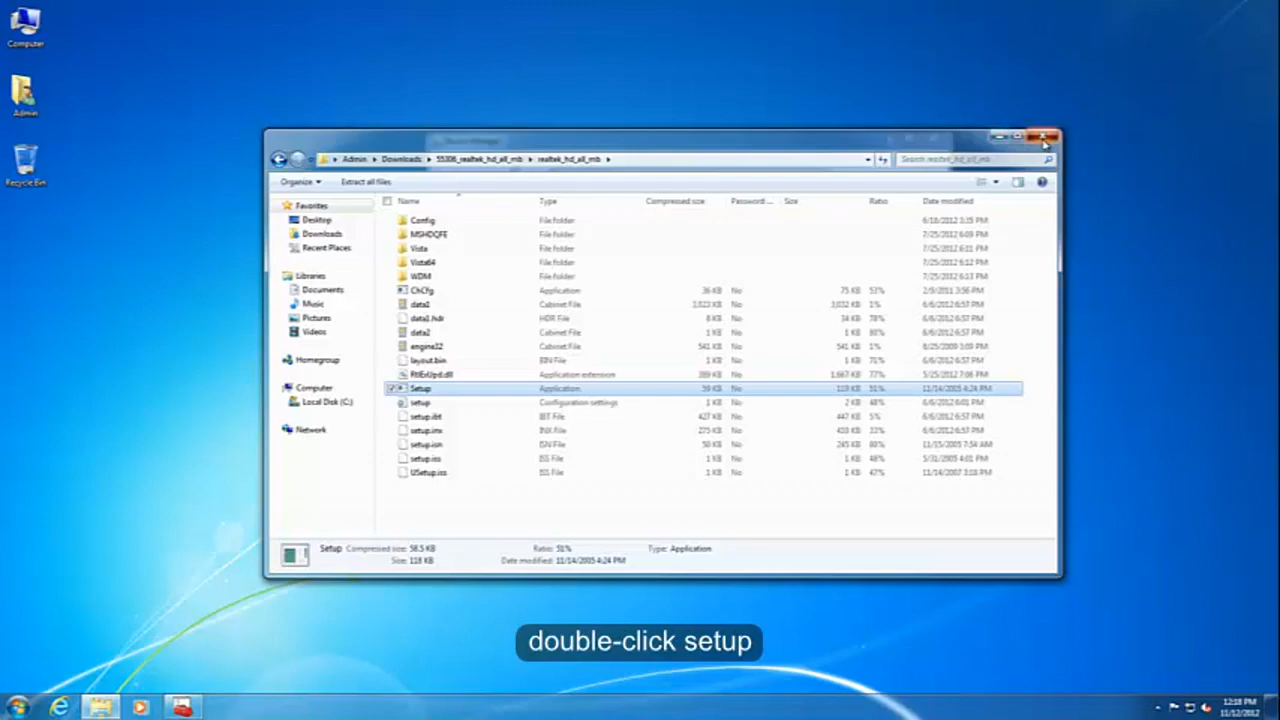 Computer
Admin
Recycle Bin
Admin Downloads 55306_realtek_hd_all_mb realtek_hd_all_mb
Search realtek_hd_all_mb
Organize Extract all files
Favorites
Desktop
Downloads
Recent Places
Libraries
Documents
Music
Pictures
Videos
Homegroup
Computer
Local Disk (C:)
Network
Name Type Compressed size Password ... Size Ratio Date modified
Config File folder 6/18/2012 3:35 PM
MSHDQFE File folder 7/25/2012 6:09 PM
Vista File folder 7/25/2012 6:11 PM
Vista64 File folder 7/25/2012 6:12 PM
WDM File folder 7/25/2012 6:13 PM
ChCfg Application 36 KB No 75 KB 53% 2/9/2011 3:56 PM
data1 Cabinet File 3,023 KB No 3,032 KB 1% 6/6/2012 6:57 PM
data1.hdr HDR File 8 KB No 34 KB 78% 6/6/2012 6:57 PM
data2 Cabinet File 1 KB No 1 KB 6/6/2012 6:57 PM
engine32 Cabinet File 541 KB No 541 KB 1% 8/25/2009 3:09 PM
layout.bin BIN File 1 KB No 1 KB 71% 6/6/2012 6:57 PM
RtlExUpd.dll Application extension 389 KB No 1,667 KB 77% 5/25/2012 7:06 PM
Setup Application 59 KB No 119 KB 51% 11/14/2005 4:24 PM
setup Configuration settings 1 KB No 2 KB 48% 6/6/2012 6:01 PM
setup.ibt IBT File 427 KB No 447 KB 5% 6/6/2012 6:57 PM
setup.inx INX File 275 KB No 410 KB 33% 6/6/2012 6:57 PM
setup.isn ISN File 50 KB No 245 KB 80% 11/15/2005 7:54 AM
setup.iss ISS File 1 KB No 1 KB 48% 5/31/2005 4:01 PM
USetup.iss ISS File 1 KB No 1 KB 47% 11/14/2007 3:18 PM
Setup Compressed size: 58.5 KB Ratio: 51% Type: Application
Size: 118 KB Date modified: 11/14/2005 4:24 PM
double-click setup
12:18 PM
11/12/2012